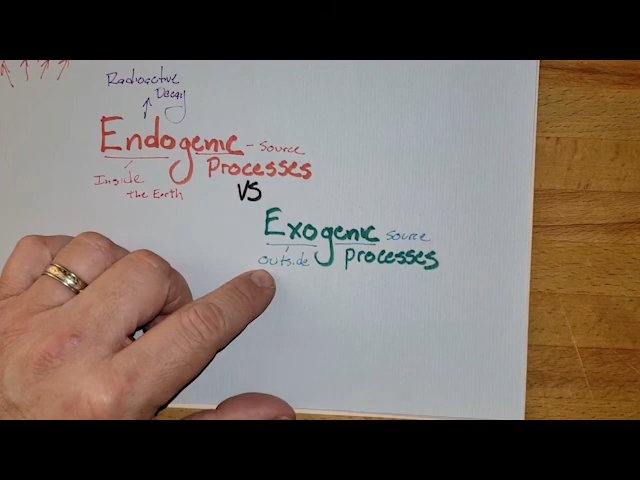 Radioactive
Decay
Endogenic - source
Processes
Inside
the Earth
VS
Exogenic source
outside processes